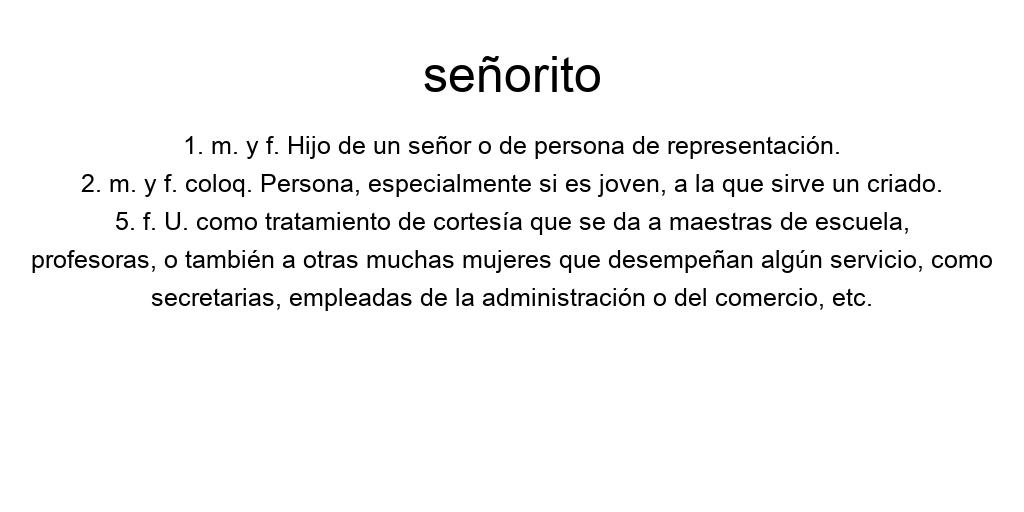 señorito
1. m. y f. Hijo de un señor o de persona de representación.
2. m. y f. coloq. Persona, especialmente si es joven, a la que sirve un criado.
5. f. U. como tratamiento de cortesía que se da a maestras de escuela,
profesoras, o también a otras muchas mujeres que desempeñan algún servicio, como
secretarias, empleadas de la administración o del comercio, etc.